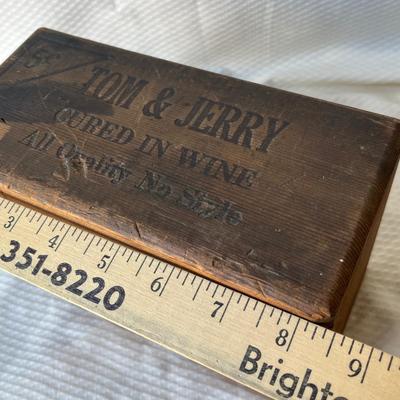 5¢
TOM & JERRY
CURED IN WINE
All Quality No Style
3 4 5 6 7 8 9
351-8220
Brighto